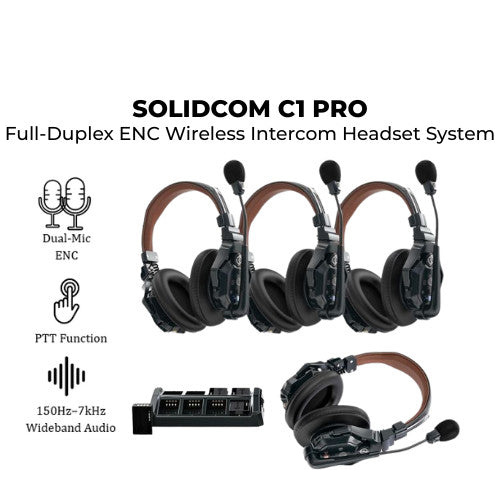 SOLIDCOM C1 PRO
Full-Duplex ENC Wireless Intercom Headset System
Dual-Mic
ENC
PTT Function
150Hz–7kHz
Wideband Audio